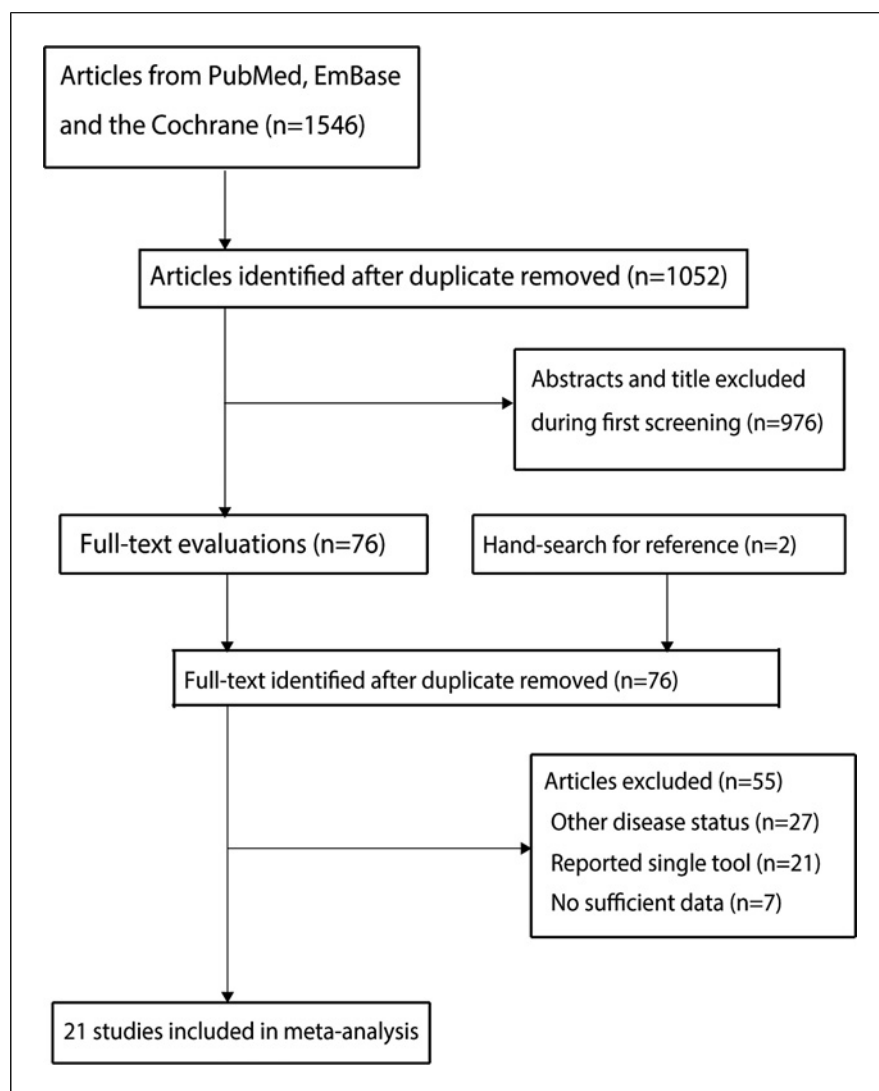 Articles from PubMed, EmBase
and the Cochrane (n=1546)
Articles identified after duplicate removed (n=1052)
Abstracts and title excluded
during first screening (n=976)
Full-text evaluations (n=76)
Hand-search for reference (n=2)
Full-text identified after duplicate removed (n=76)
Articles excluded (n=55)
Other disease status (n=27)
Reported single tool (n=21)
No sufficient data (n=7)
21 studies included in meta-analysis